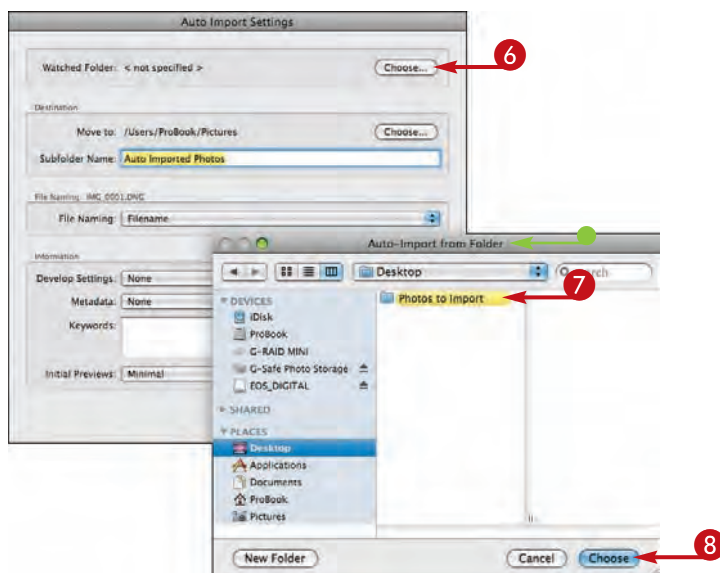 Auto Import Settings
Watched Folder: < not specified > Choose... 6
Destination
Move to: /Users/ProBook/Pictures Choose...
Subfolder Name: Auto Imported Photos
File Naming: IMG_0001.DNG
File Naming: Filename
Information
Develop Settings: None
Metadata: None
Keywords:
Initial Previews: Minimal
Auto-Import from Folder
Desktop search
DEVICES
iDisk
ProBook
G-RAID MINI
G-Safe Photo Storage
EOS_DIGITAL
SHARED
PLACES
Desktop
Applications
Documents
ProBook
Pictures
Photos to Import 7
New Folder Cancel Choose 8